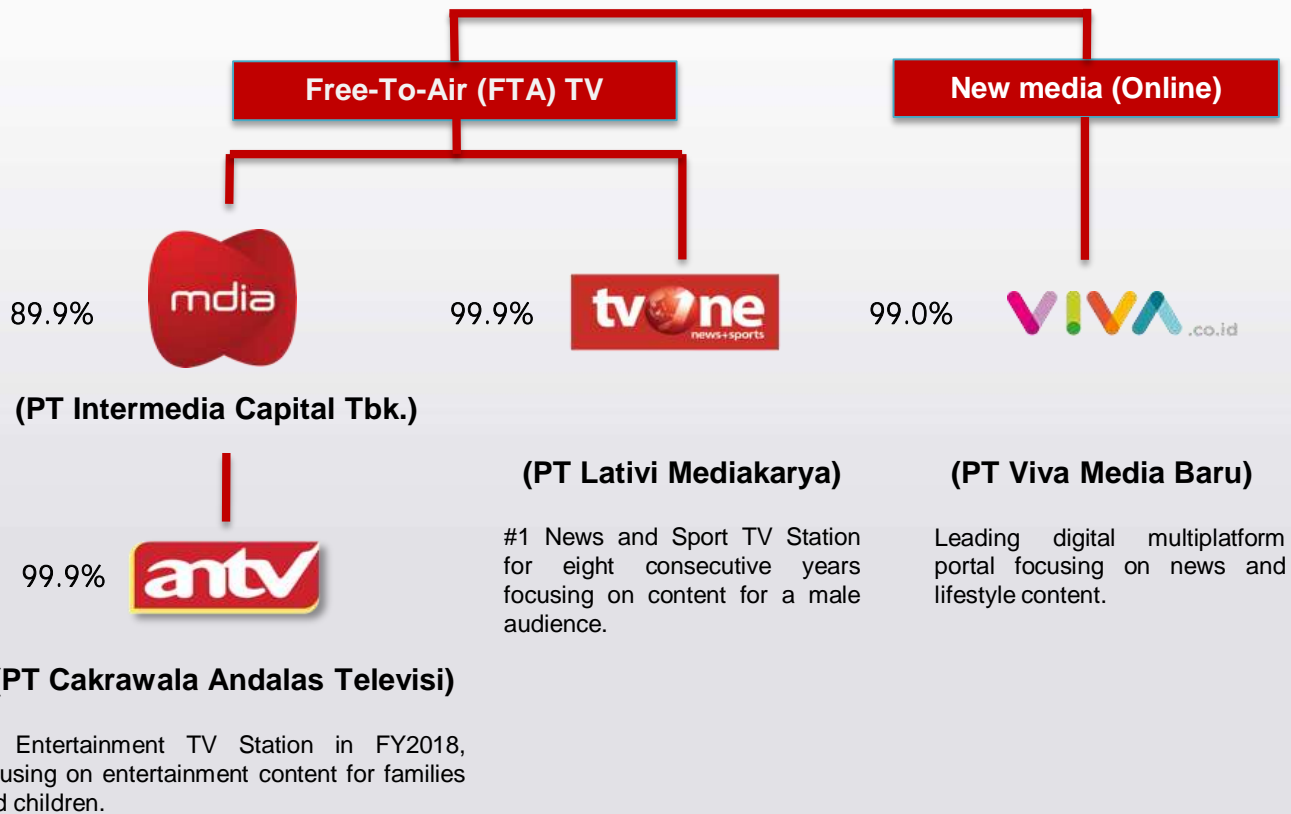 Free-To-Air (FTA) TV
New media (Online)
89.9%
mdia
99.9%
tvOne
news+sports
99.0%
VIVA.co.id
(PT Intermedia Capital Tbk.)
(PT Lativi Mediakarya)
#1 News and Sport TV Station
for eight consecutive years
focusing on content for a male
audience.
(PT Viva Media Baru)
Leading digital multiplatform
portal focusing on news and
lifestyle content.
99.9%
antv
(PT Cakrawala Andalas Televisi)
Entertainment TV Station in FY2018,
using on entertainment content for families
d children.